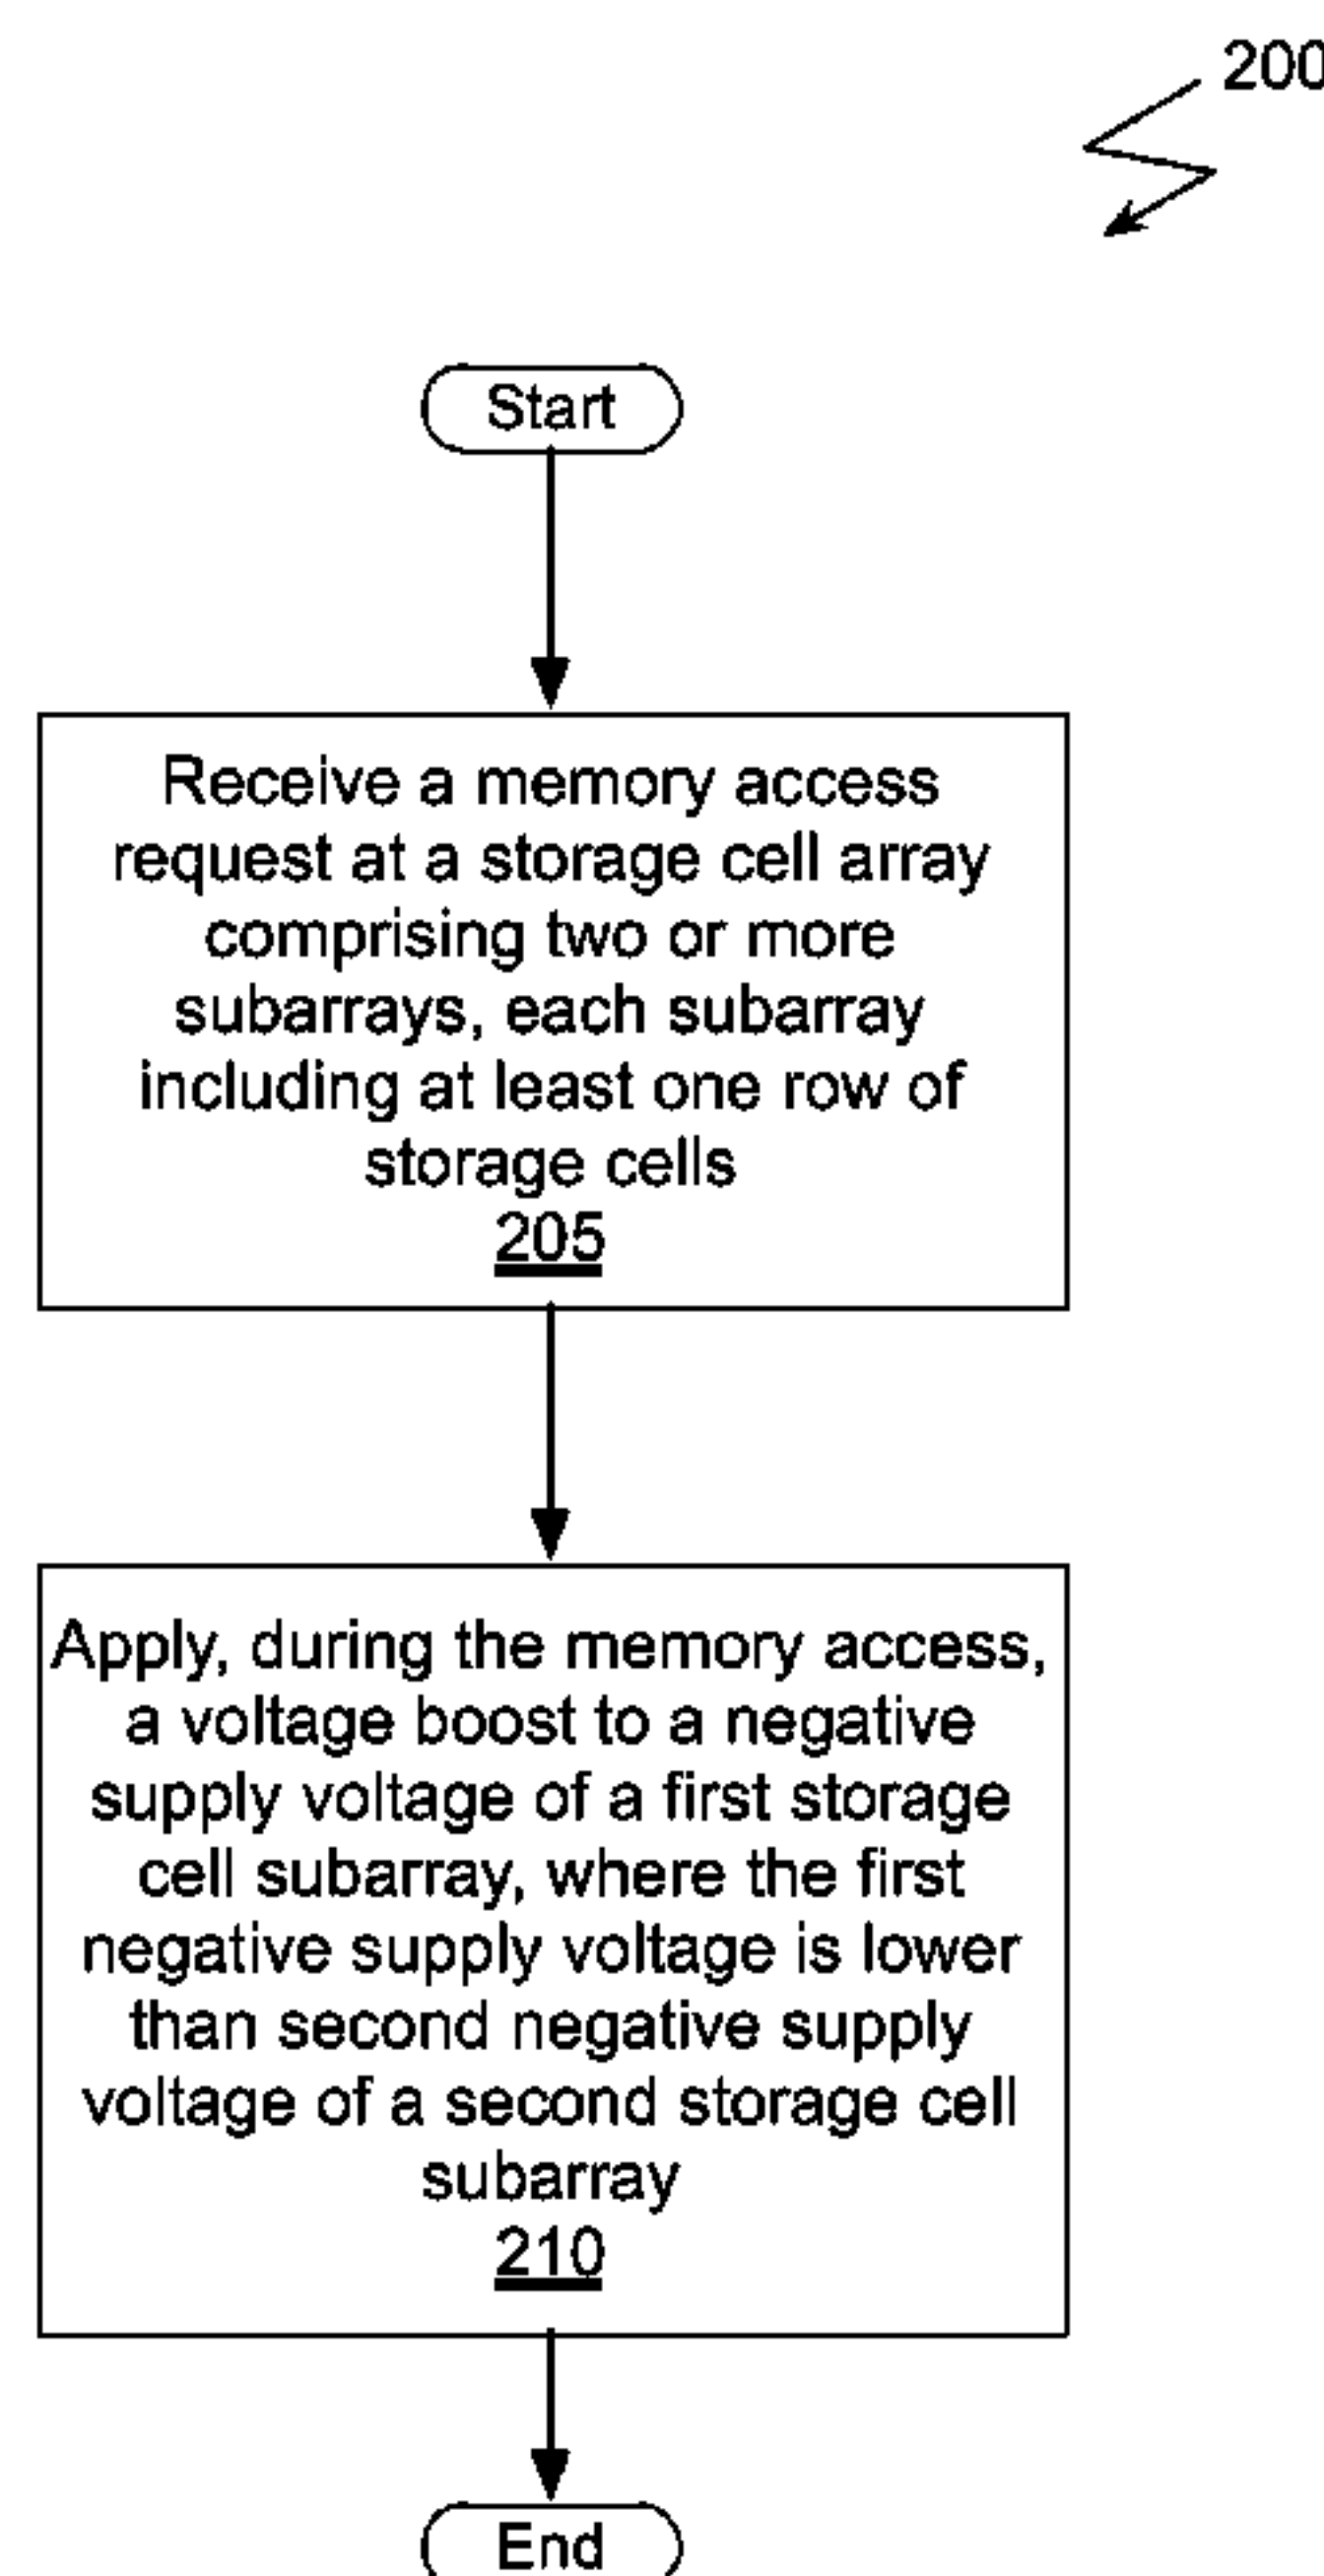 200
Start
Receive a memory access
request at a storage cell array
comprising two or more
subarrays, each subarray
including at least one row of
storage cells
205
Apply, during the memory access,
a voltage boost to a negative
supply voltage of a first storage
cell subarray, where the first
negative supply voltage is lower
than second negative supply
voltage of a second storage cell
subarray
210
End